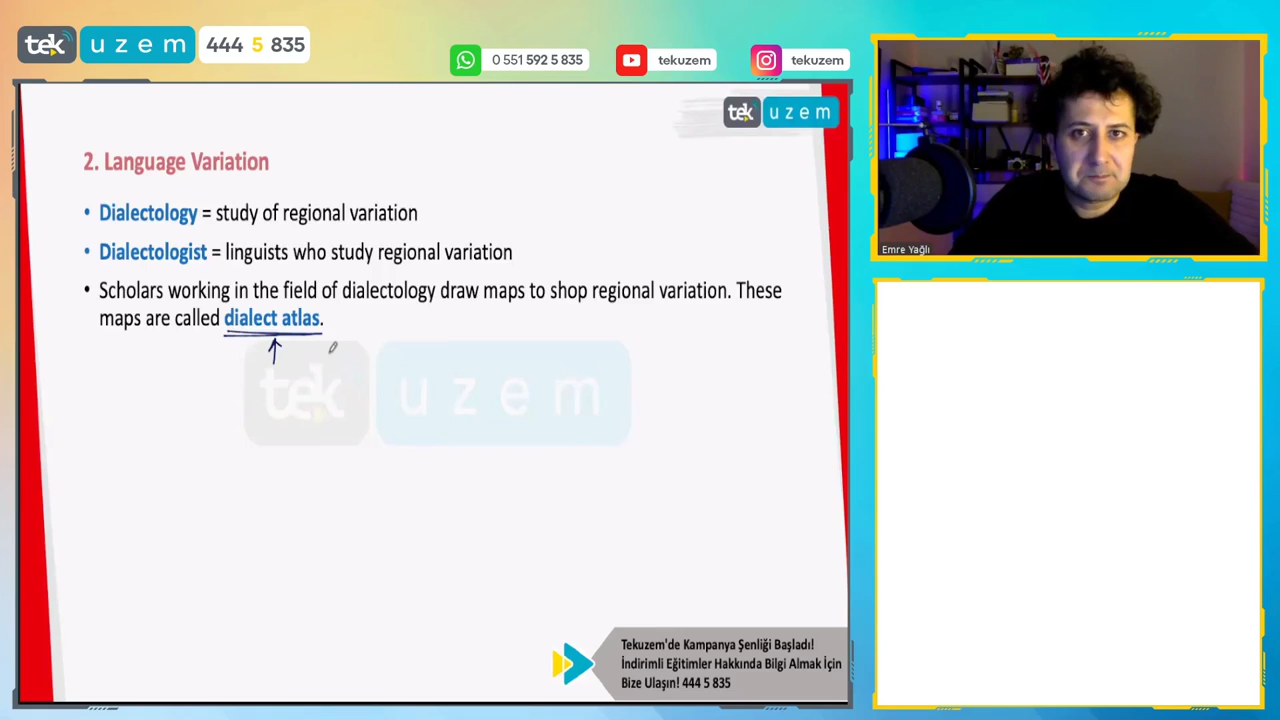 tek uzem 444 5 835
0 551 592 5 835
tekuzem
tekuzem
tek uzem
2. Language Variation
• Dialectology = study of regional variation
• Dialectologist = linguists who study regional variation
• Scholars working in the field of dialectology draw maps to shop regional variation. These
maps are called dialect atlas.
tek uzem
Emre Yağlı
Tekuzem'de Kampanya Şenliği Başladı!
İndirimli Eğitimler Hakkında Bilgi Almak İçin
Bize Ulaşın! 444 5 835